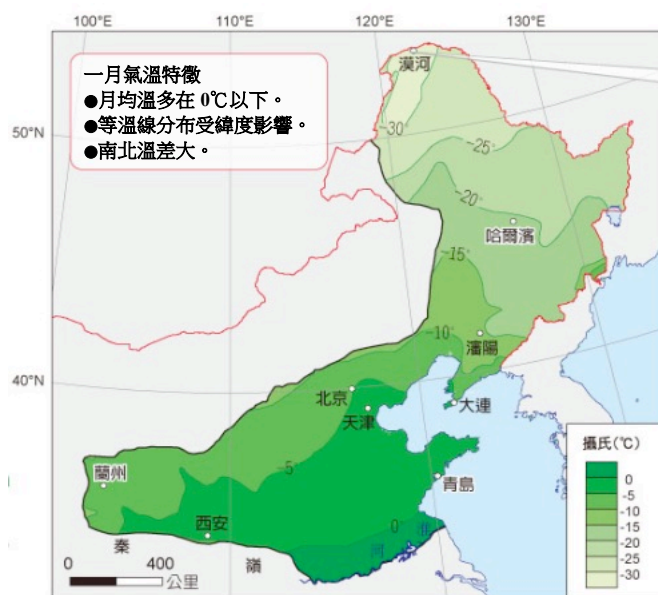 100°E
110°E
120°E
130°E
一月氣溫特徵
●月均溫多在 0℃以下。
●等溫線分布受緯度影響。
●南北溫差大。
漠河
-30°
50°N
-25°
-20°
哈爾濱
-15°
-10°
瀋陽
40°N
北京
天津
大連
攝氏(℃)
蘭州
-5°
青島
0
-5
-10
-15
-20
-25
-30
西安
0°
淮
河
秦
嶺
0 400
公里